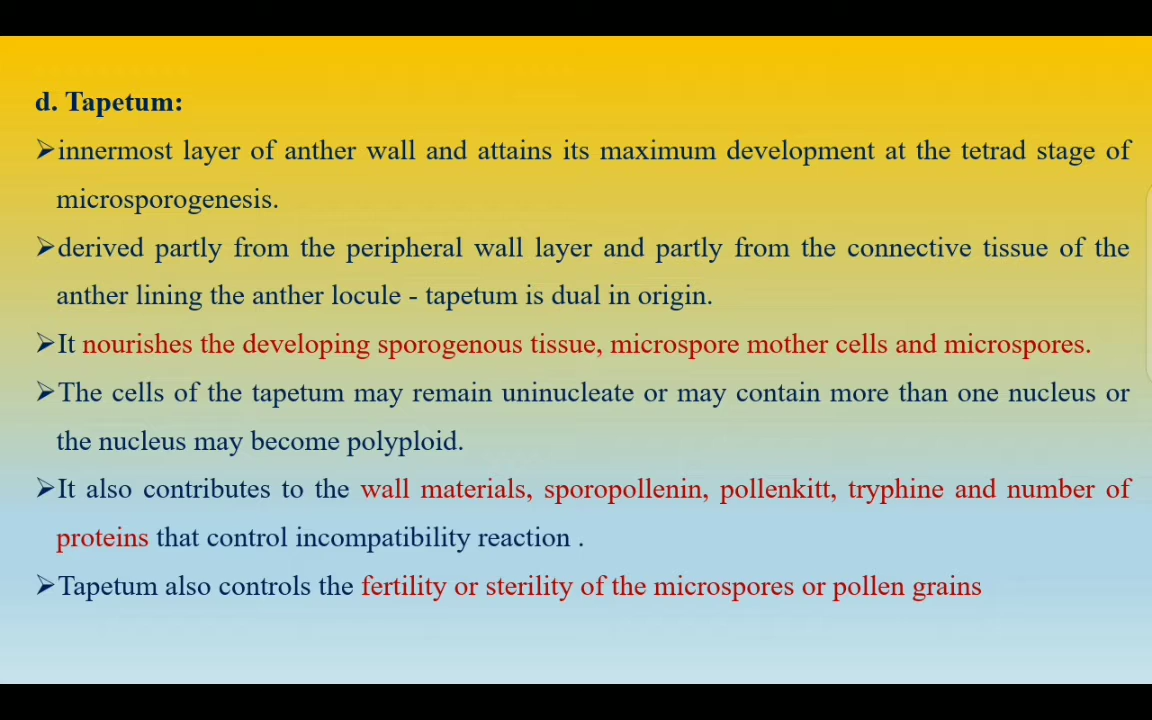 d. Tapetum:
➢innermost layer of anther wall and attains its maximum development at the tetrad stage of
microsporogenesis.
➢derived partly from the peripheral wall layer and partly from the connective tissue of the
anther lining the anther locule - tapetum is dual in origin.
➢It nourishes the developing sporogenous tissue, microspore mother cells and microspores.
➢The cells of the tapetum may remain uninucleate or may contain more than one nucleus or
the nucleus may become polyploid.
➢It also contributes to the wall materials, sporopollenin, pollenkitt, tryphine and number of
proteins that control incompatibility reaction .
➢Tapetum also controls the fertility or sterility of the microspores or pollen grains